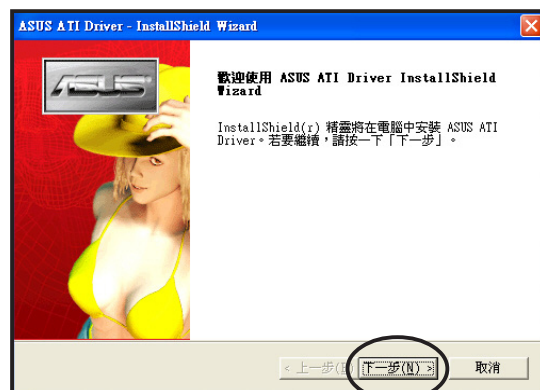 ASUS ATI Driver - InstallShield Wizard
ASUS
歡迎使用 ASUS ATI Driver InstallShield
Wizard
InstallShield(r) 精靈將在電腦中安裝 ASUS ATI
Driver。若要繼續，請按一下「下一步」。
< 上一步( 下一步(N) > 取消